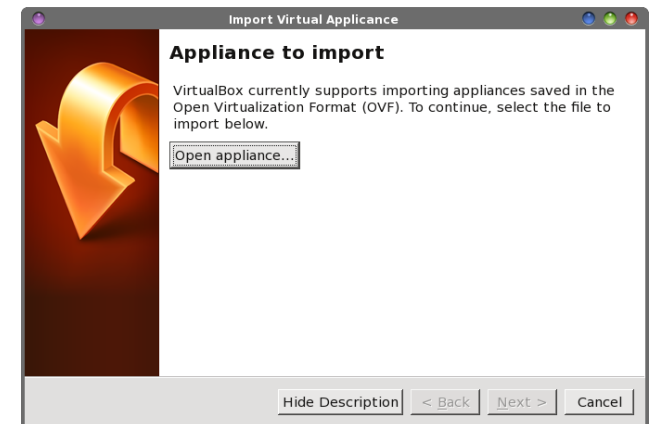 Import Virtual Applicance
Appliance to import
VirtualBox currently supports importing appliances saved in the
Open Virtualization Format (OVF). To continue, select the file to
import below.
Open appliance...
Hide Description
< Back
Next >
Cancel